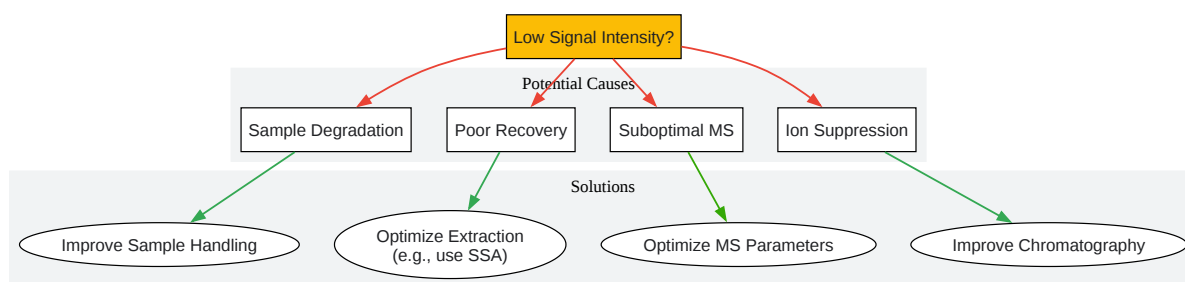 Low Signal Intensity?
Potential Causes
Sample Degradation
Poor Recovery
Suboptimal MS
Ion Suppression
Solutions
Improve Sample Handling
Optimize Extraction
(e.g., use SSA)
Optimize MS Parameters
Improve Chromatography